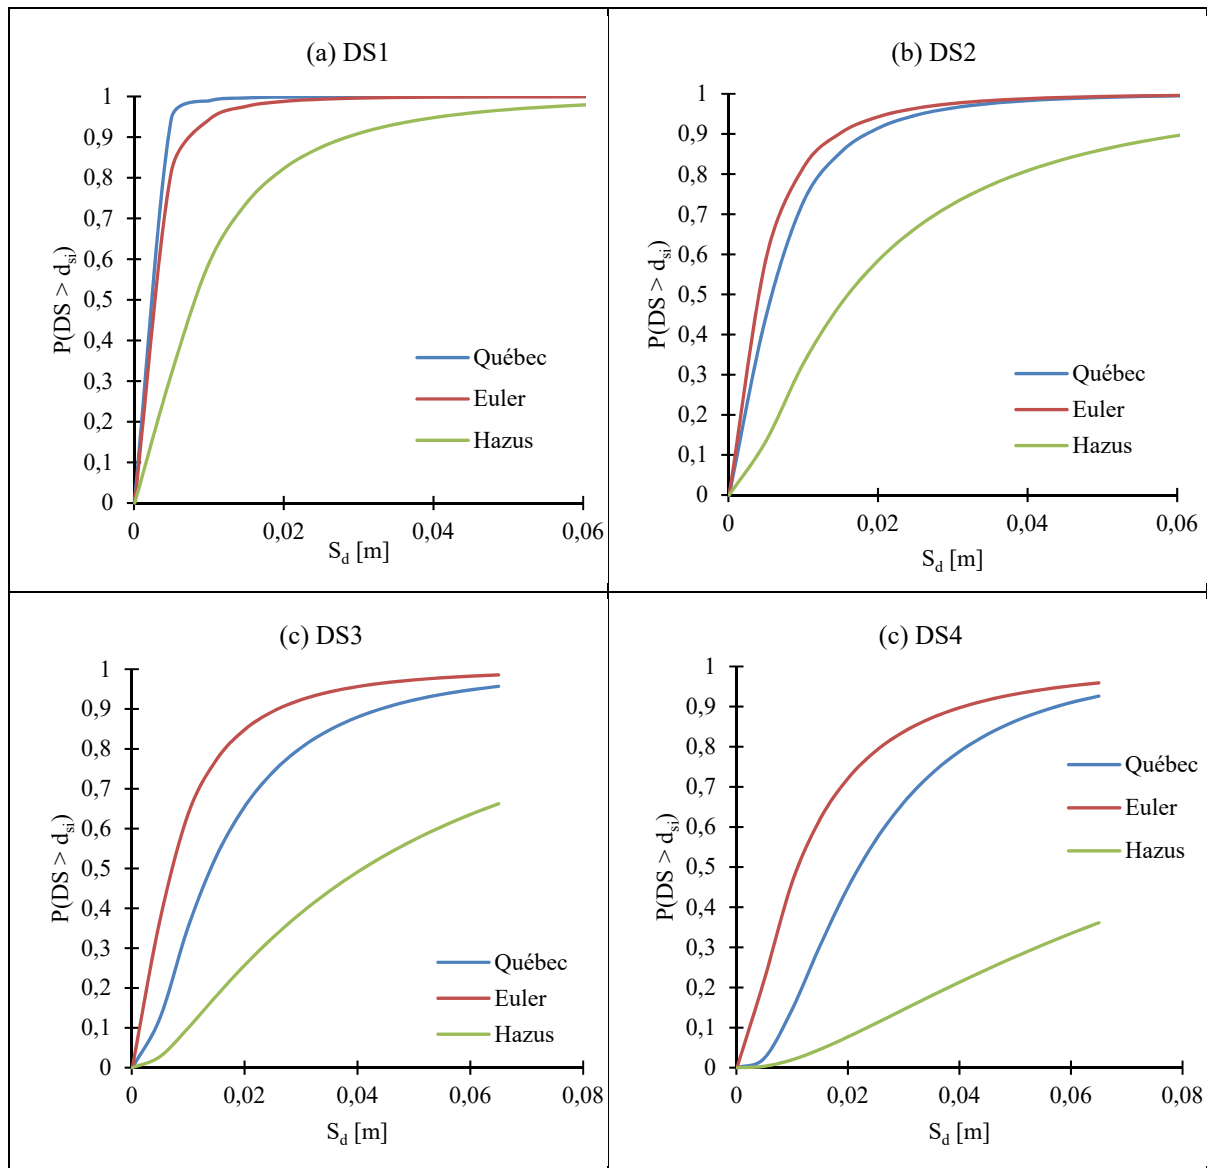 (a) DS1
1
0,9
0,8
0,7
0,6
0,5
0,4
0,3
0,2
0,1
0
P(DS > dsi)
Québec
Euler
Hazus
0 0,02 0,04 0,06
Sd [m]
(b) DS2
1
0,9
0,8
0,7
0,6
0,5
0,4
0,3
0,2
0,1
0
P(DS > dsi)
Québec
Euler
Hazus
0 0,02 0,04 0,06
Sd [m]
(c) DS3
1
0,9
0,8
0,7
0,6
0,5
0,4
0,3
0,2
0,1
0
P(DS > dsi)
Québec
Euler
Hazus
0 0,02 0,04 0,06 0,08
Sd [m]
(c) DS4
1
0,9
0,8
0,7
0,6
0,5
0,4
0,3
0,2
0,1
0
P(DS > dsi)
Québec
Euler
Hazus
0 0,02 0,04 0,06 0,08
Sd [m]